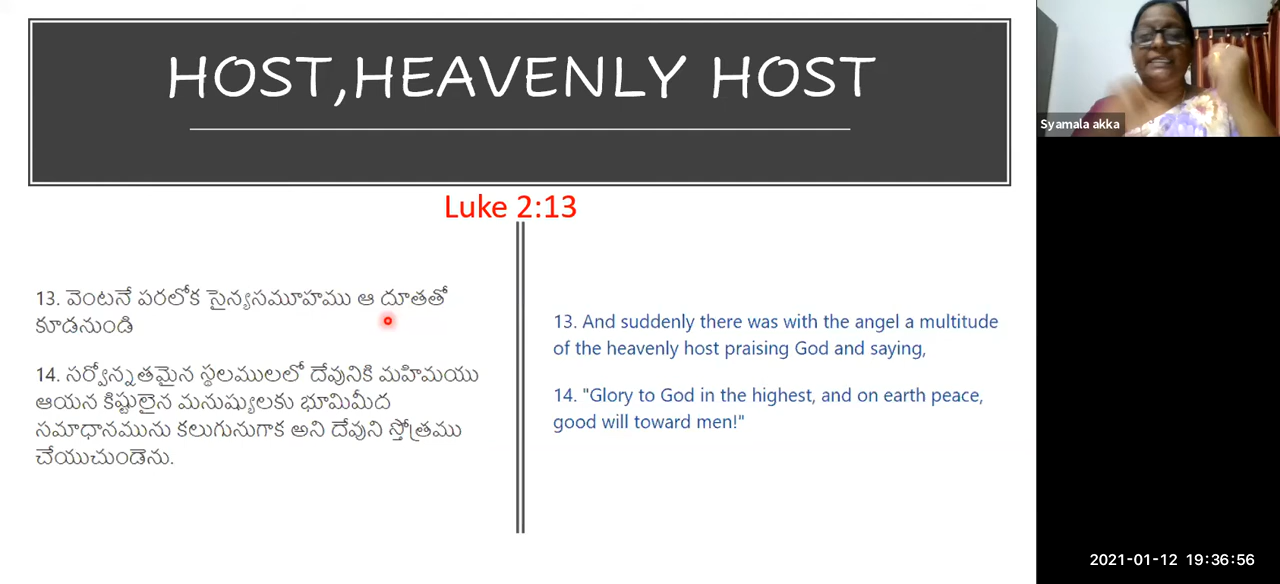 HOST,HEAVENLY HOST
Syamala akka
Luke 2:13
13. వెంటనే పరలోక సైన్యసమూహము ఆ దూతతో
కూడనుండి
14. సర్వోన్నతమైన స్థలములలో దేవునికి మహిమయు
ఆయన కిష్టులైన మనుష్యులకు భూమిమీద
సమాధానమును కలుగునుగాక అని దేవుని స్తోత్రము
చేయుచుండెను.
13. And suddenly there was with the angel a multitude
of the heavenly host praising God and saying,
14. "Glory to God in the highest, and on earth peace,
good will toward men!"
2021-01-12 19:36:56